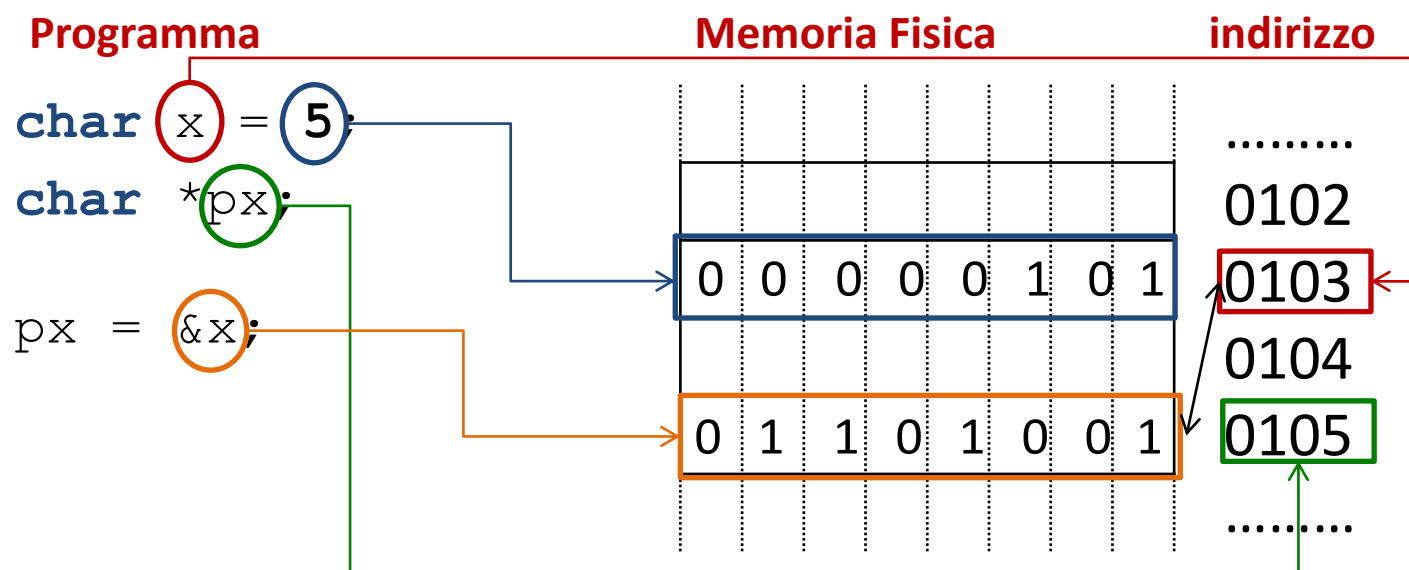 Programma Memoria Fisica indirizzo
char x = 5;
.........
char *px;
0102
0 0 0 0 0 1 0 1 0103
px = &x;
0104
0 1 1 0 1 0 0 1 0105
.........